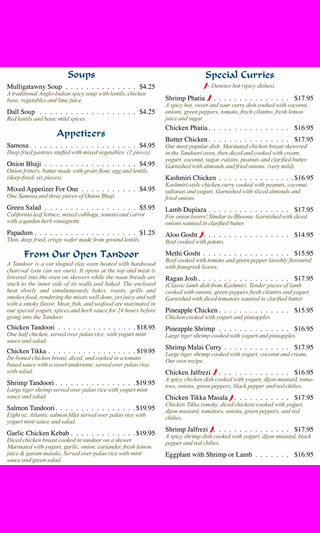 Soups
Mulligatawny Soup . . . . . . . . . . . . . $4.25
A traditional Anglo-Indian spicy soup with lentils, chicken
base, vegetables and lime juice.
Dall Soup . . . . . . . . . . . . . $4.25
Red lentils and basic mild spices.
Appetizers
Samosa . . . . . . . . . . . . . $4.95
Deep fried pastries stuffed with mixed vegetables. (2 pieces).
Onion Bhaji . . . . . . . . . . . . . $4.95
Onion fritters, batter made with grain flour, egg and lentils,
(deep-fried, six pieces).
Mixed Appetizer For One . . . . . . . . . . $4.95
One Samosa and three pieces of Onion Bhaji.
Green Salad . . . . . . . . . . . . . $5.95
California leaf lettuce, mixed cabbage, tomato and carrot
with a garden herb vinaigrette.
Papadum . . . . . . . . . . . . . $1.25
Thin, deep fried, crispy wafer made from ground lentils.
From Our Open Tandoor
A Tandoor is a vat shaped clay oven heated with hardwood
charcoal (you can see ours). It opens at the top and meat is
lowered into the oven on skewers while the naan breads are
stuck to the inner side of its walls and baked. The enclosed
heat slowly and simultaneously bakes, roasts, grills and
smokes food, rendering the meats well done, yet juicy and soft
with a smoky flavor. Meat, fish, and seafood are marinated in
our special yogurt, spices and herb sauce for 24 hours before
going into the Tandoor.
Chicken Tandoori . . . . . . . . . . . . . $18.95
One half chicken, served over palao rice, with yogurt mint
sauce and salad.
Chicken Tikka . . . . . . . . . . . . . $19.95
De-boned chicken breast, diced, and cooked in a tomato
based sauce with a sweet undertone, served over palao rice.
with salad.
Shrimp Tandoori . . . . . . . . . . . . . $19.95
Large tiger shrimp served over palao rice with yogurt mint
sauce and salad.
Salmon Tandoori . . . . . . . . . . . . . $19.95
Eight oz. Atlantic salmon fillet served over palao rice with
yogurt mint sauce and salad.
Garlic Chicken Kebab . . . . . . . . . . . . $19.95
Diced chicken breast cooked in tandoor on a skewer.
Marinated with yogurt, garlic, onion, coriander, fresh lemon
juice & garam masala. Served over palao rice with mint
sauce and green salad.
Special Curries
- Denotes hot (spicy dishes).
Shrimp Phatia . . . . . . . . . . . . . $17.95
A spicy hot, sweet and sour curry dish cooked with coconut,
onions, green peppers, tomato, fresh cilantro, fresh lemon
juice and sugar.
Chicken Phatia . . . . . . . . . . . . . $16.95
Butter Chicken . . . . . . . . . . . . . $17.95
Our most popular dish. Marinated chicken breast skewered
in the Tandoori oven, then diced and cooked with cream,
yogurt, coconut, sugar, raisins, peanuts and clarified butter
Garnished with almonds and fried onions. (very mild).
Kashmiri Chicken . . . . . . . . . . . . . $16.95
Kashmiri-style chicken curry cooked with peanuts, coconut,
sultanas and yogurt. Garnished with sliced almonds and
fried onions.
Lamb Dupiaza . . . . . . . . . . . . . $17.95
For onion lovers! Similar to Bhoona. Garnished with diced
onions sauteed in clarified butter.
Aloo Gosht . . . . . . . . . . . . . $14.95
Beef cooked with potato.
Methi Gosht . . . . . . . . . . . . . $15.95
Beef cooked with tomato and green pepper lavishly flavoured
with fenugreek leaves.
Ragan Josh . . . . . . . . . . . . . $17.95
(Classic lamb dish from Kashmir). Tender pieces of lamb
cooked with onions, green peppers fresh cilantro and yogurt.
Garnished with diced tomatoes sauteed in clarified butter.
Pineapple Chicken . . . . . . . . . . . . . $15.95
Chicken cooked with yogurt and pineapples.
Pineapple Shrimp . . . . . . . . . . . . . $16.95
Large tiger shrimp cooked with yogurt and pineapples.
Shrimp Malai Curry . . . . . . . . . . . . . $17.95
Large tiger shrimp cooked with yogurt, coconut and cream.
Our own recipe.
Chicken Jalfrezi . . . . . . . . . . . . . $16.95
A spicy chicken dish cooked with yogurt, dijon mustard, toma-
toes, onions, green peppers, black pepper and red chilies.
Chicken Tikka Masala . . . . . . . . . . . . $17.95
Chicken Tikka (smoky, diced chicken) cooked with yogurt,
dijon mustard, tomatoes, onions, green peppers, and red
chilies.
Shrimp Jalfrezi . . . . . . . . . . . . . $17.95
A spicy shrimp dish cooked with yogurt, dijon mustard, black
pepper and red chilies.
Eggplant with Shrimp or Lamb . . . . . . . $16.95